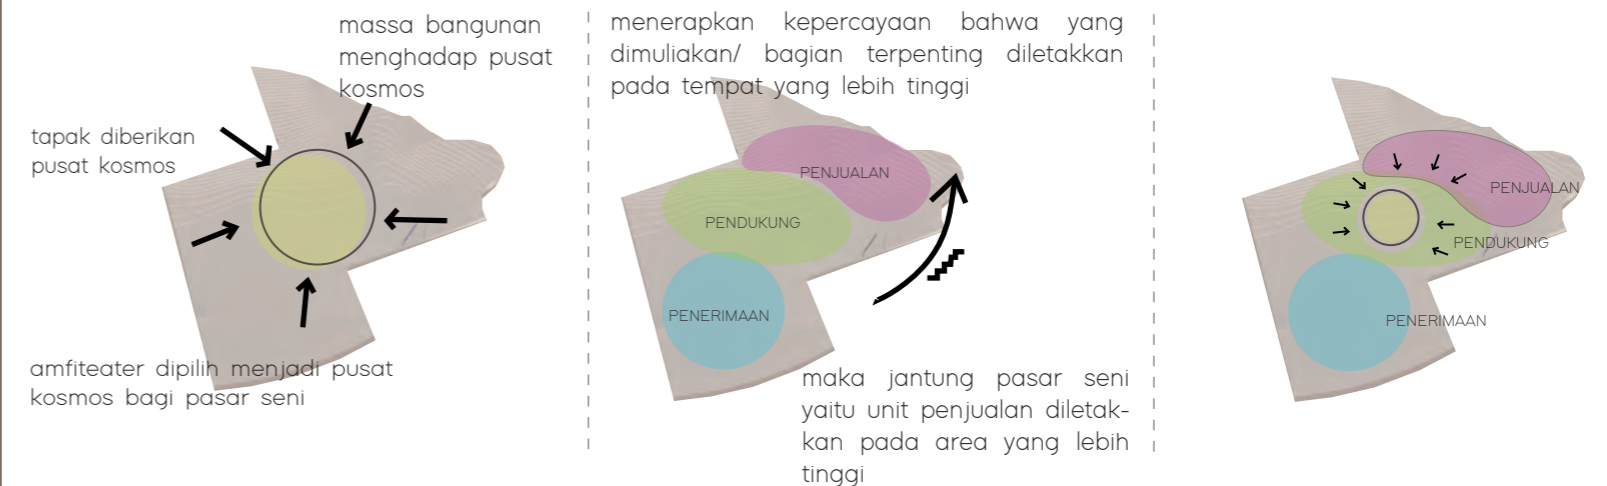 massa bangunan
menghadap pusat
kosmos
tapak diberikan
pusat kosmos
amfiteater dipilih menjadi pusat
kosmos bagi pasar seni
menerapkan kepercayaan bahwa yang
dimuliakan/ bagian terpenting diletakkan
pada tempat yang lebih tinggi
PENJUALAN
PENDUKUNG
PENERIMAAN
maka jantung pasar seni
yaitu unit penjualan diletak-
kan pada area yang lebih
tinggi
PENJUALAN
PENDUKUNG
PENERIMAAN